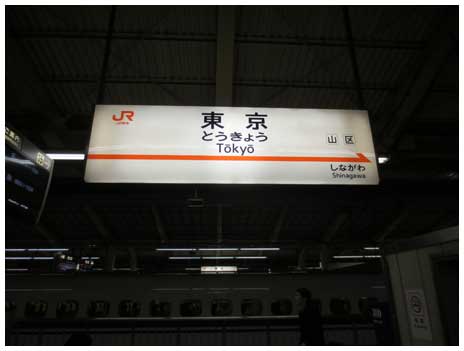 JR
東京
とうきょう
Tōkyō
山 区
しながわ
Shinagawa